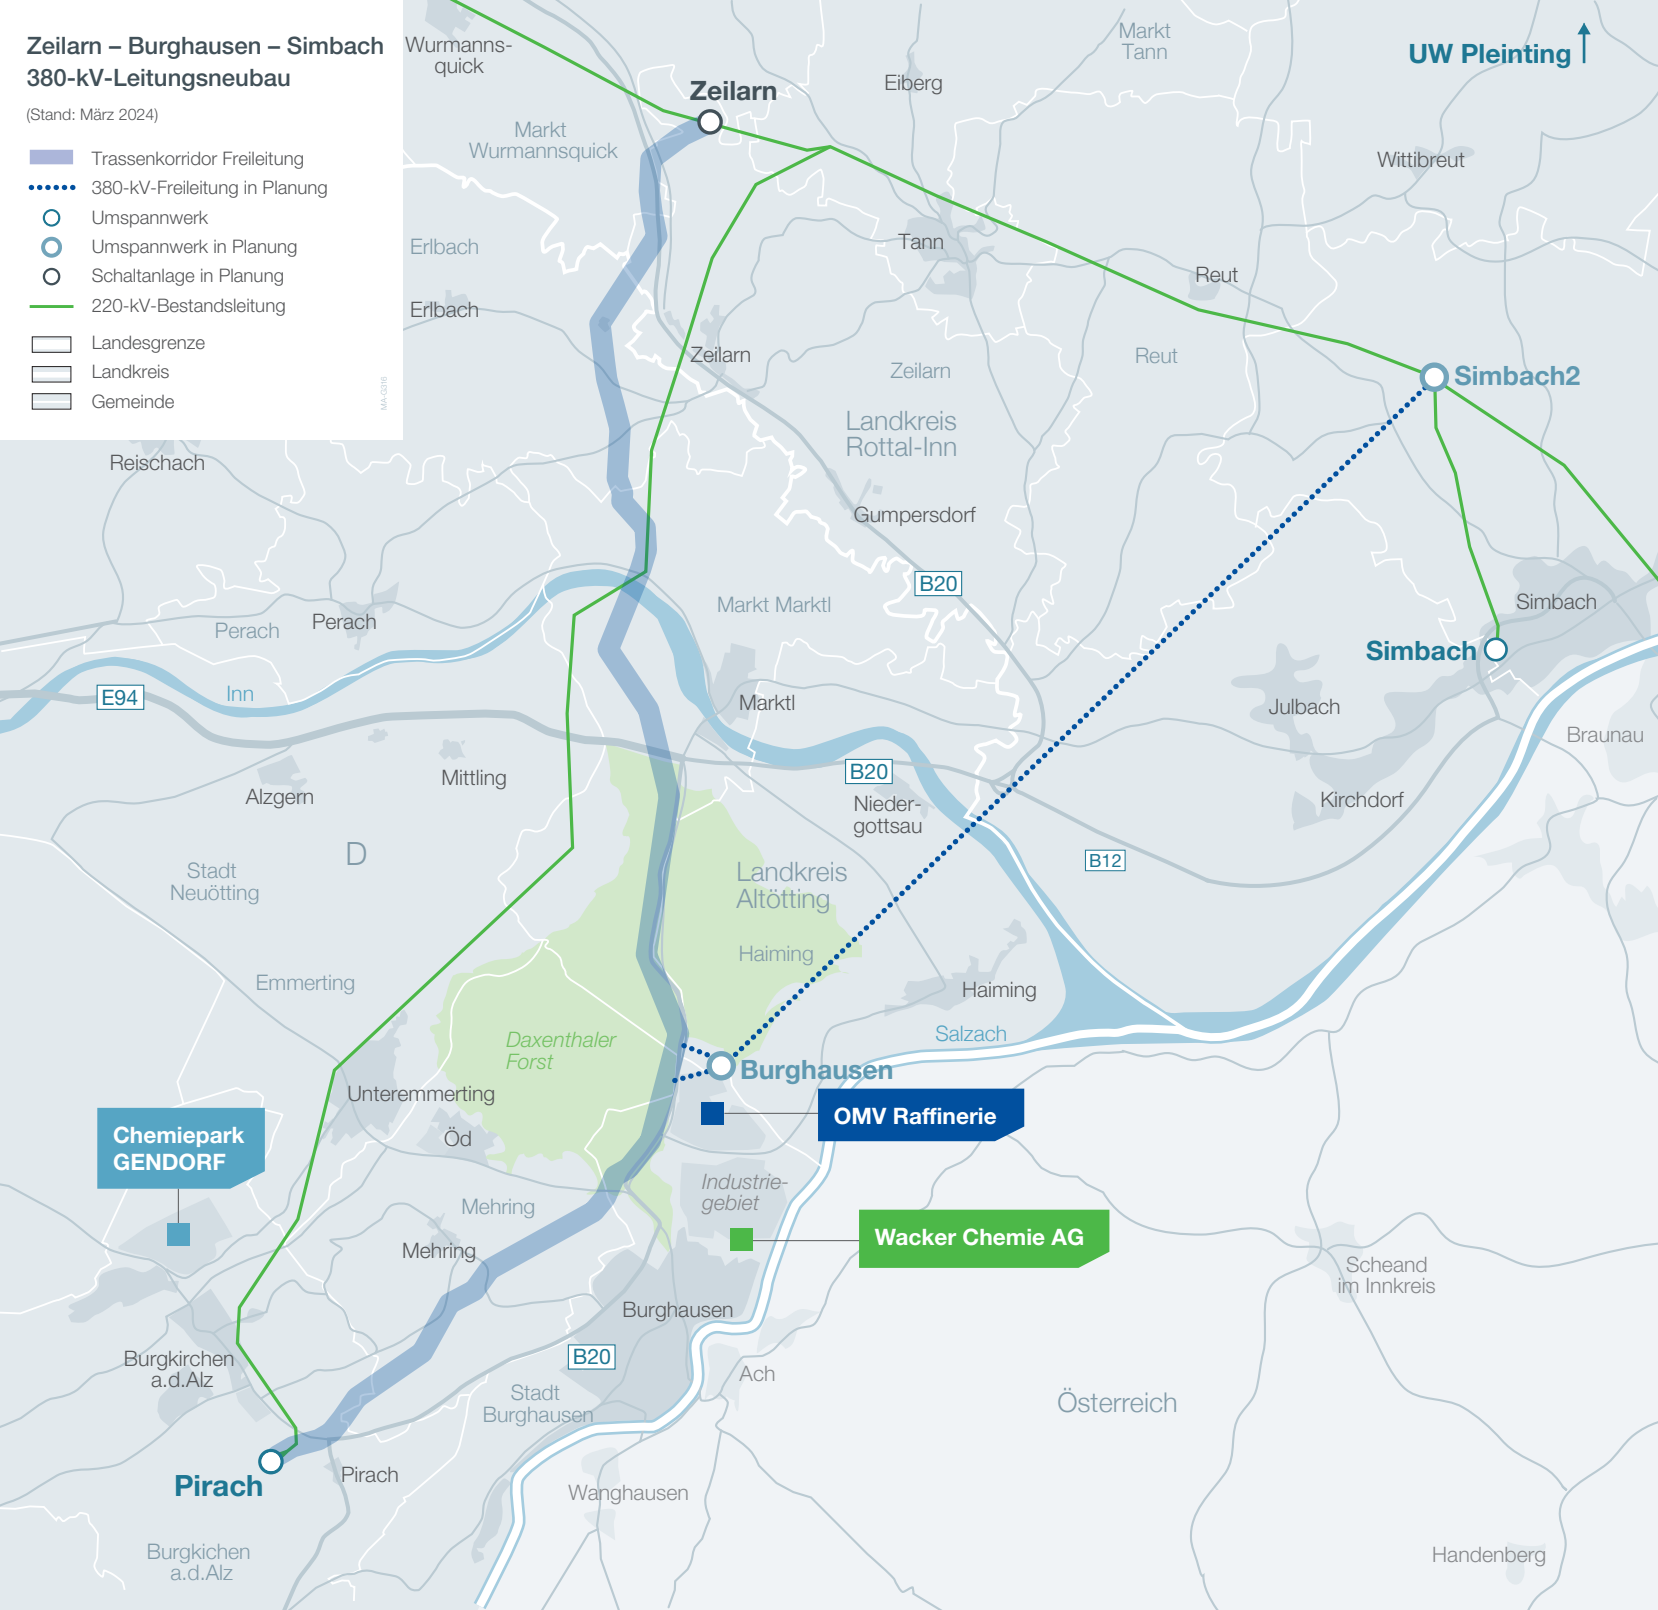 Zeilarn – Burghausen – Simbach
380-kV-Leitungsneubau
(Stand: März 2024)
Trassenkorridor Freileitung
380-kV-Freileitung in Planung
Umspannwerk
Umspannwerk in Planung
Schaltanlage in Planung
220-kV-Bestandsleitung
Landesgrenze
Landkreis
Gemeinde
MA-G316
Wurmanns-
quick
Markt
Tann
UW Pleinting
Eiberg
Zeilarn
Markt
Wurmannsquick
Wittibreut
Erlbach
Tann
Reut
Erlbach
Zeilarn
Zeilarn
Reut
Simbach2
Landkreis
Rottal-Inn
Reischach
Gumpersdorf
B20
Markt Marktl
Simbach
Perach
Perach
Simbach
E94
Inn
Marktl
Julbach
Braunau
Mittling
Alzgern
B20
Nieder-
gottsau
Kirchdorf
D
B12
Stadt
Neuötting
Landkreis
Altötting
Haiming
Emmerting
Haiming
Daxenthaler
Forst
Salzach
Burghausen
Unteremmerting
OMV Raffinerie
Chemiepark
GENDORF
Öd
Industrie-
gebiet
Mehring
Mehring
Wacker Chemie AG
Scheand
im Innkreis
Burghausen
B20
Burgkirchen
a.d.Alz
Ach
Stadt
Burghausen
Österreich
Pirach
Pirach
Wanghausen
Burgkichen
a.d.Alz
Handenberg